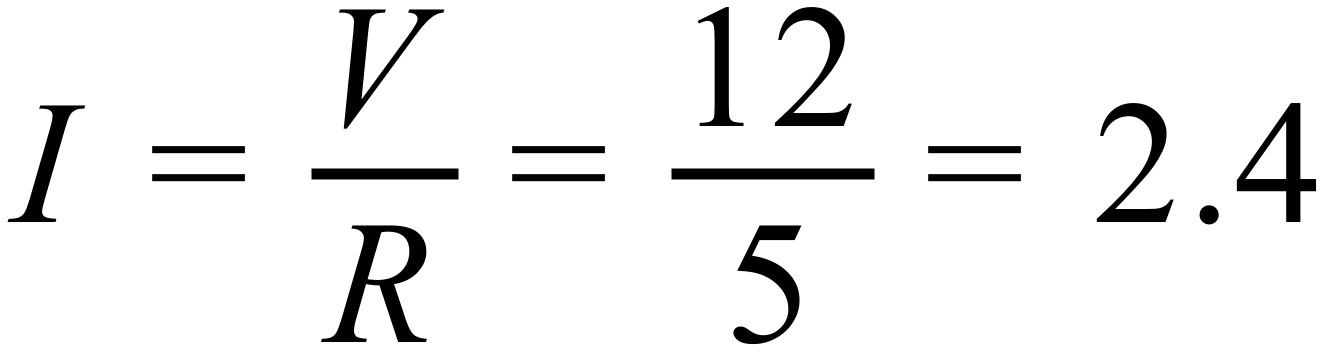 I = V/R = 12/5 = 2.4